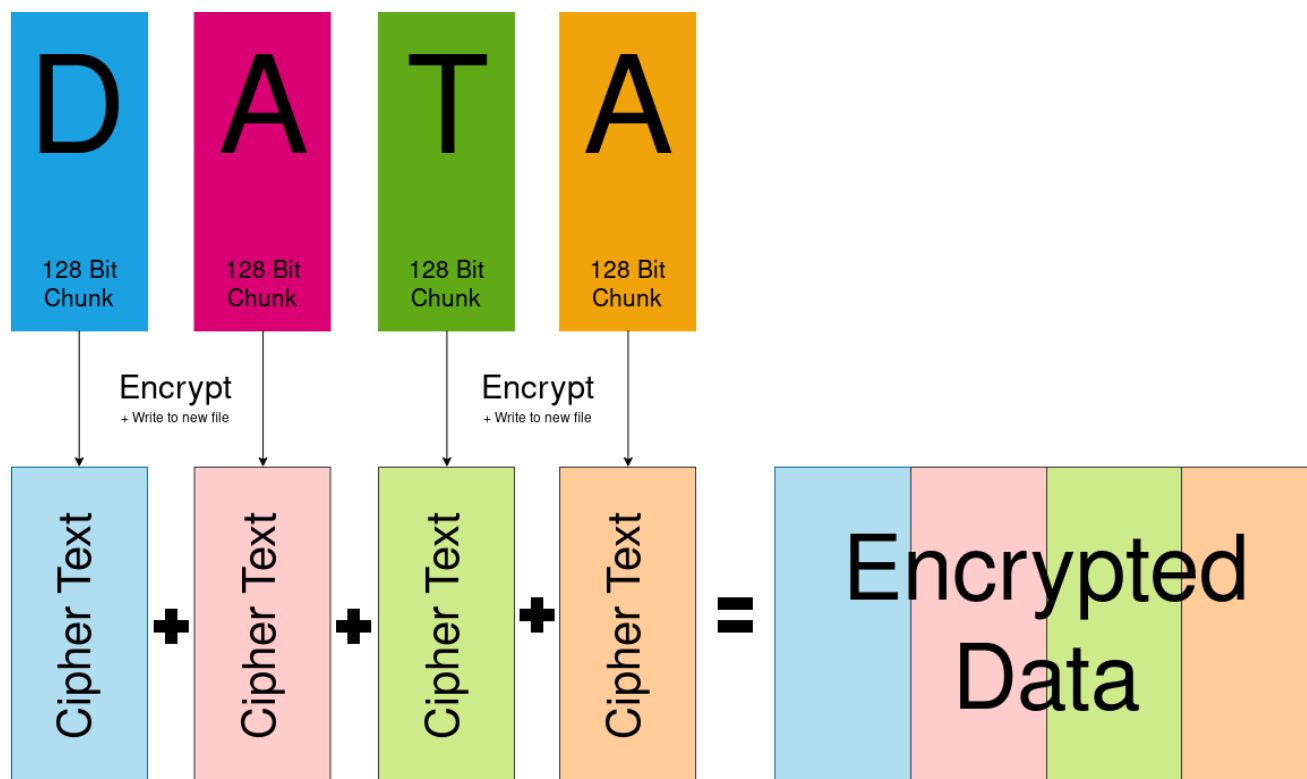 D A T A
128 Bit
Chunk
128 Bit
Chunk
128 Bit
Chunk
128 Bit
Chunk
Encrypt
+ Write to new file
Encrypt
+ Write to new file
Cipher Text
+
Cipher Text
+
Cipher Text
+
Cipher Text
=
Encrypted
Data